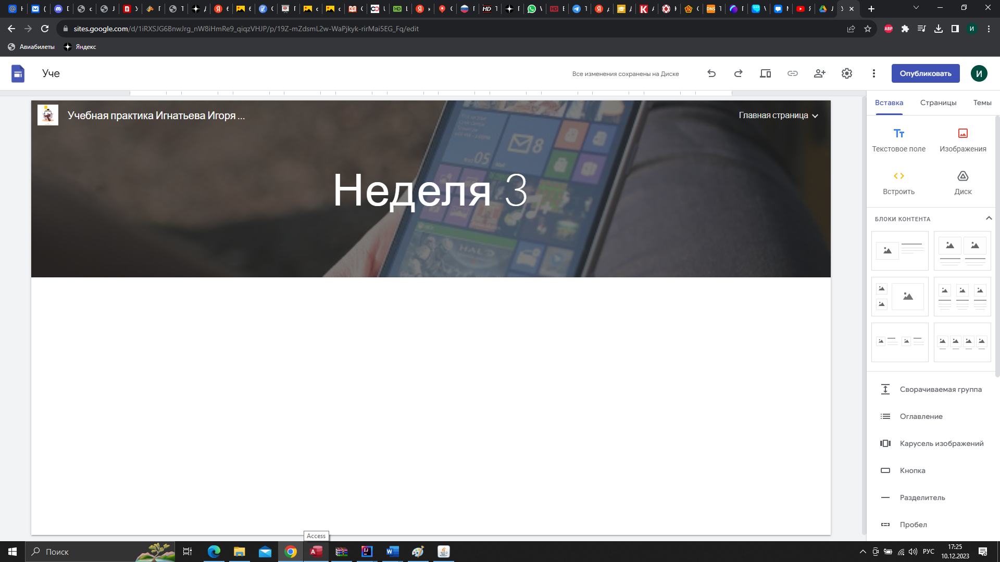 sites.google.com/d/1iRXSJG6BnwJrg_nW8iHmRe9_qiqzVHJP/p/19Z-mZdsmL2w-WaPjkyk-rirMai5EG_Fq/edit
Авиабилеты
Яндекс
Уче
Все изменения сохранены на Диске
Опубликовать
И
Вставка
Страницы
Темы
Учебная практика Игнатьева Игоря ...
Главная страница
Неделя 3
Текстовое поле
Изображения
Встроить
Диск
БЛОКИ КОНТЕНТА
Сворачиваемая группа
Оглавление
Карусель изображений
Кнопка
Разделитель
Пробел
Access
Поиск
РУС
17:25
10.12.2023